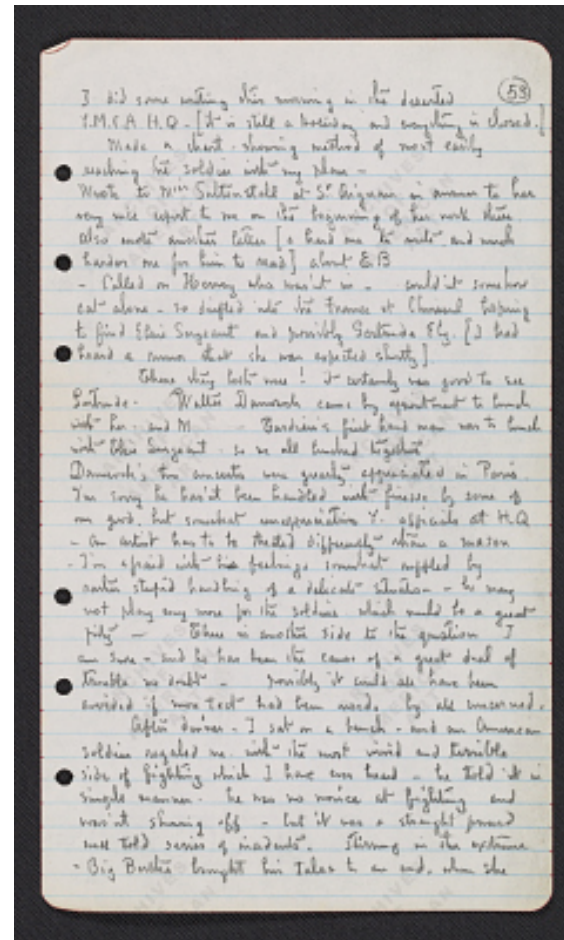 53
I did some writing this morning in the deserted
Y.M.C.A. H.Q. - [It is still a holiday and everything is closed.]
Made a chart showing method of most easily
reaching the soldier with my plans -
Wrote to Miss Saltonstall at St Aignan in answer to her
very nice report to me on the beginning of her work there.
Also wrote another letter [a hard one to write and much
harder one for him to read] about E B
- Called on Harvey who wasn't in - couldn't somehow
eat alone - so drifted into the France et Choiseul hoping
to find Elsie Sergeant and possibly Gertrude Ely. [I had
heard a rumor that she was expected shortly]
There they both were! it certainly was good to see
Gertrude. Walter Damrosch came by appointment to lunch
with her. and M. first hand man was to lunch
with Elsie Sergeant so we all lunched together
Damrosch's two concerts were greatly appreciated in Paris.
I'm sorry he hasn't been handled with finesse by some of
our good, but somewhat unappreciative Y. officials at H.Q
- an artist has to be treated differently than a mason
- I'm afraid with his feelings somewhat ruffled by
rather stupid handling of a delicate situation - he may
not play any more for the soldiers which would be a great
pity - There is another side to the question I
am sure - and he has been the cause of a great deal of
trouble no doubt - possibly it could all have been
avoided if more tact had been used, by all concerned.
After dinner - I sat on a bench - and an American
soldier regaled me with the most vivid and terrible
side of fighting which I have ever heard - he told it in
simple manner. he was no novice at fighting and
wasn't showing off - but it was a straight forward
well told series of incidents. Stirring in the extreme
- Big Bertha brought his tales to an end, when she